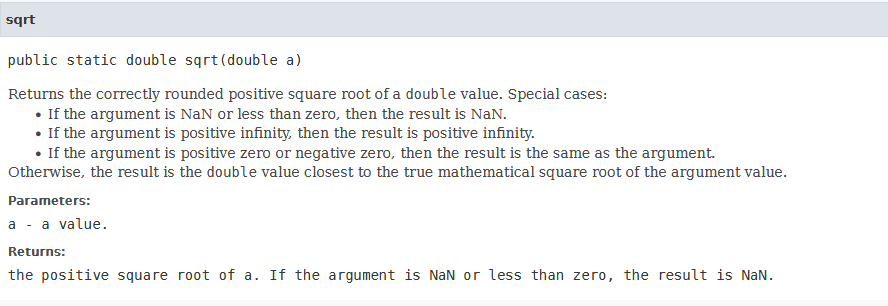 sqrt
public static double sqrt(double a)
Returns the correctly rounded positive square root of a double value. Special cases:
• If the argument is NaN or less than zero, then the result is NaN.
• If the argument is positive infinity, then the result is positive infinity.
• If the argument is positive zero or negative zero, then the result is the same as the argument.
Otherwise, the result is the double value closest to the true mathematical square root of the argument value.
Parameters:
a - a value.
Returns:
the positive square root of a. If the argument is NaN or less than zero, the result is NaN.